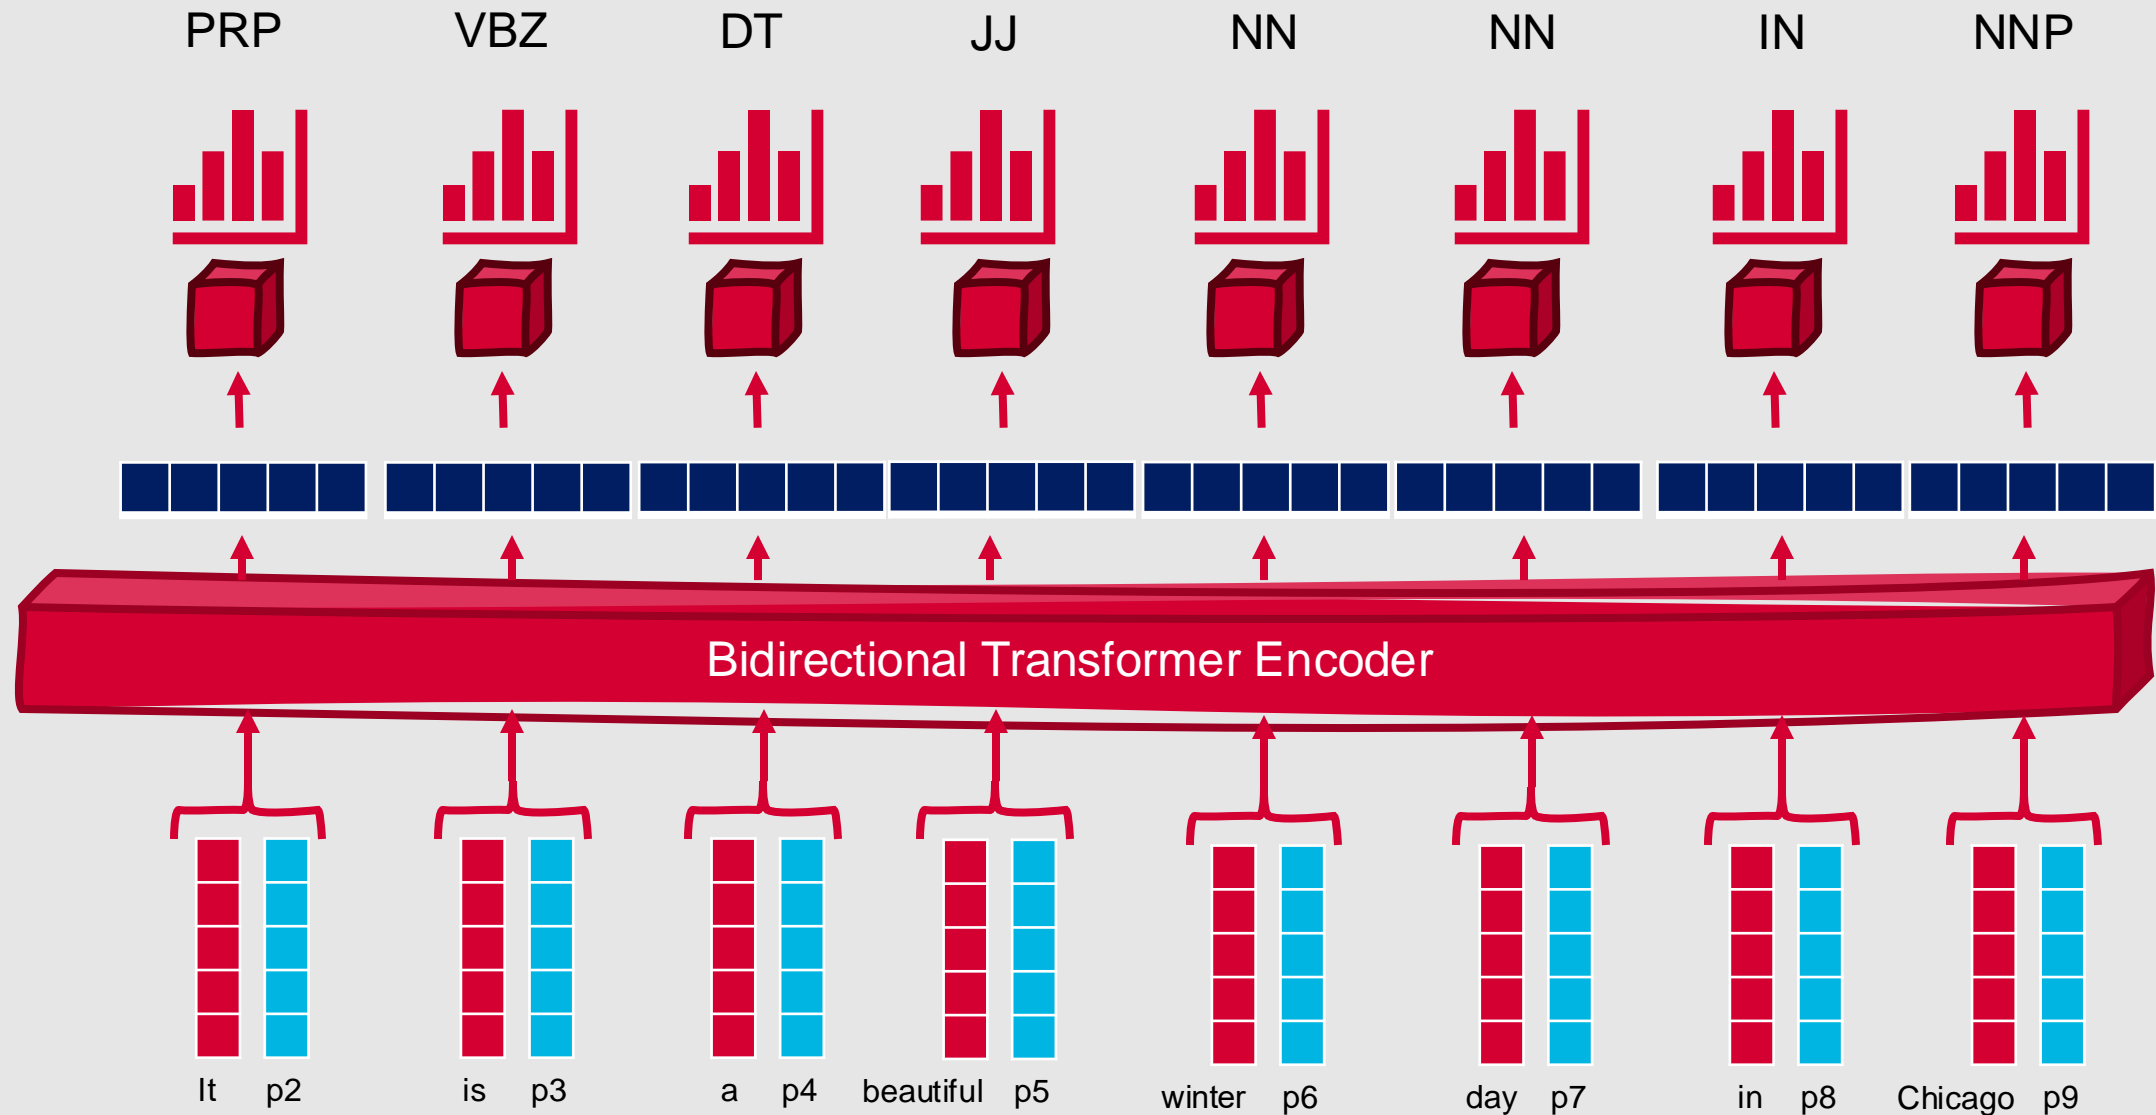 PRP VBZ DT JJ NN NN IN NNP
Bidirectional Transformer Encoder
It p2 is p3 a p4 beautiful p5 winter p6 day p7 in p8 Chicago p9